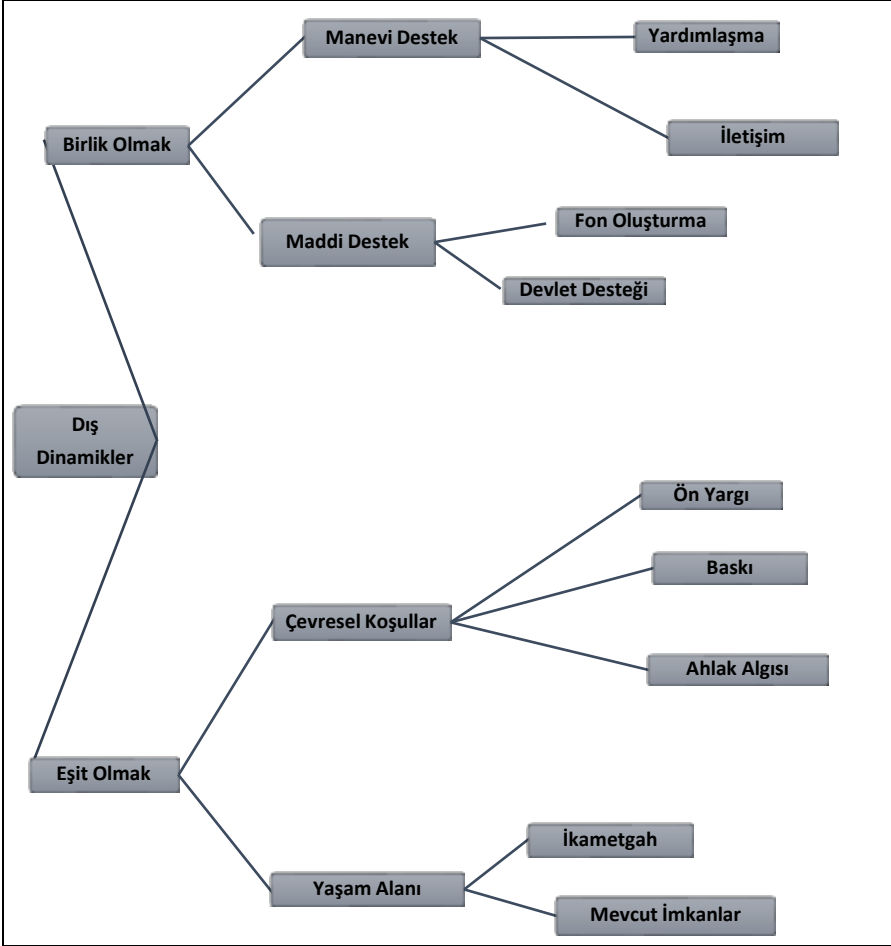 Manevi Destek
Yardımlaşma
İletişim
Birlik Olmak
Maddi Destek
Fon Oluşturma
Devlet Desteği
Dış
Dinamikler
Ön Yargı
Baskı
Çevresel Koşullar
Ahlak Algısı
Eşit Olmak
İkametgah
Yaşam Alanı
Mevcut İmkanlar